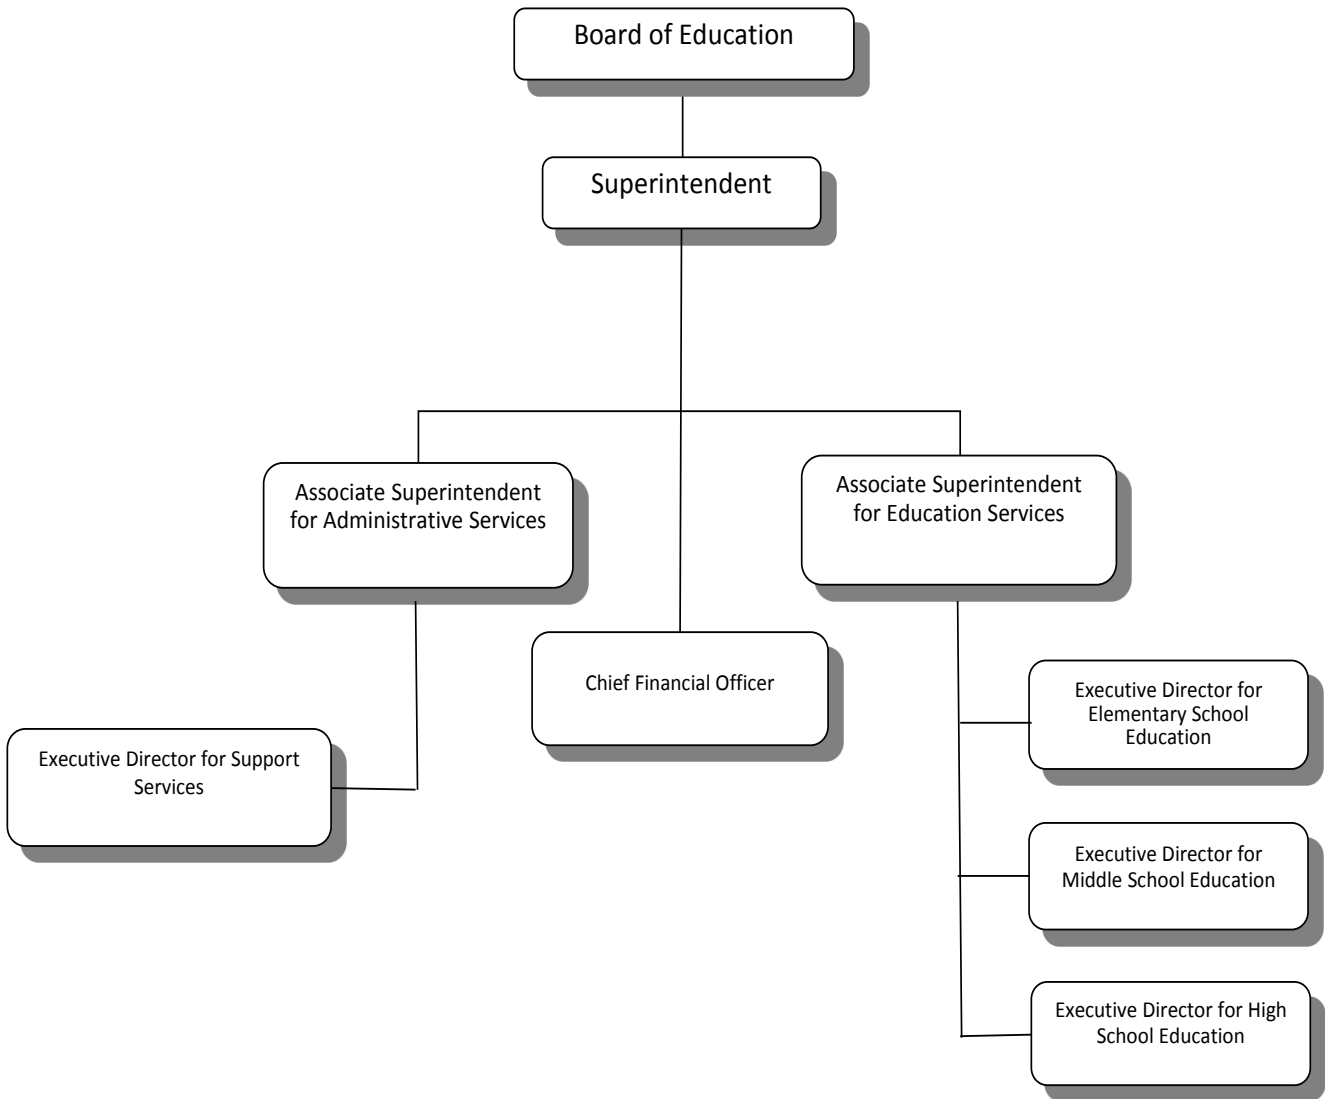 Board of Education
Superintendent
Associate Superintendent
for Administrative Services
Associate Superintendent
for Education Services
Chief Financial Officer
Executive Director for Support
Services
Executive Director for
Elementary School
Education
Executive Director for
Middle School Education
Executive Director for High
School Education